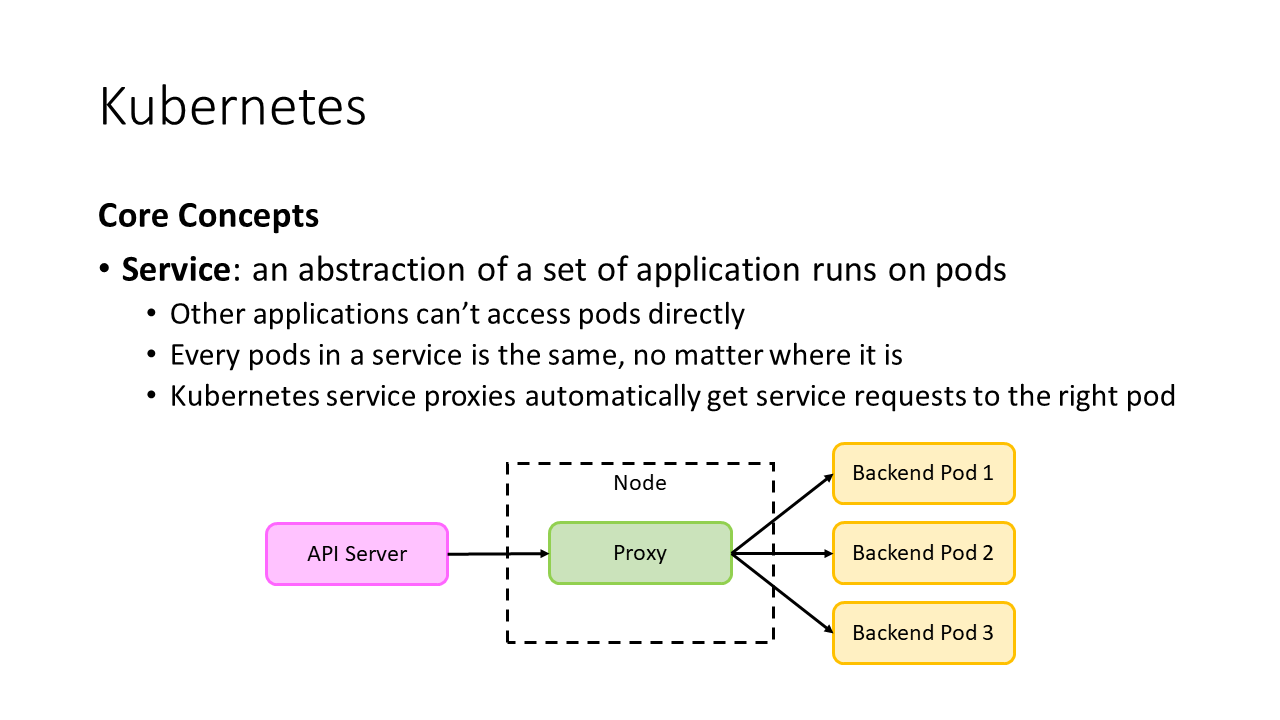 Kubernetes
Core Concepts
• Service: an abstraction of a set of application runs on pods
• Other applications can’t access pods directly
• Every pods in a service is the same, no matter where it is
• Kubernetes service proxies automatically get service requests to the right pod
Node
API Server
Proxy
Backend Pod 1
Backend Pod 2
Backend Pod 3